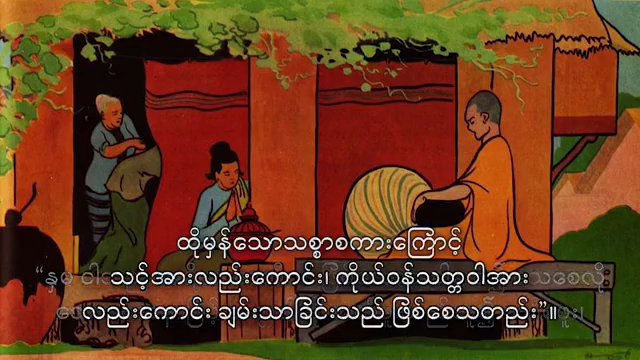 ထိုမှန်သောသစ္စာစကားကြောင့်
သင့်အားလည်းကောင်း၊ ကိုယ်ဝန်သတ္တဝါအား
လည်းကောင်း ချမ်းသာခြင်းသည် ဖြစ်စေသတည်း”။